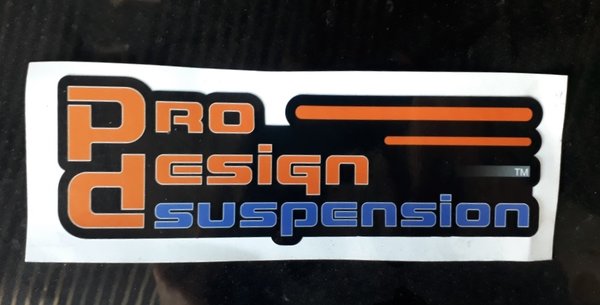 PRO
design
suspension
TM